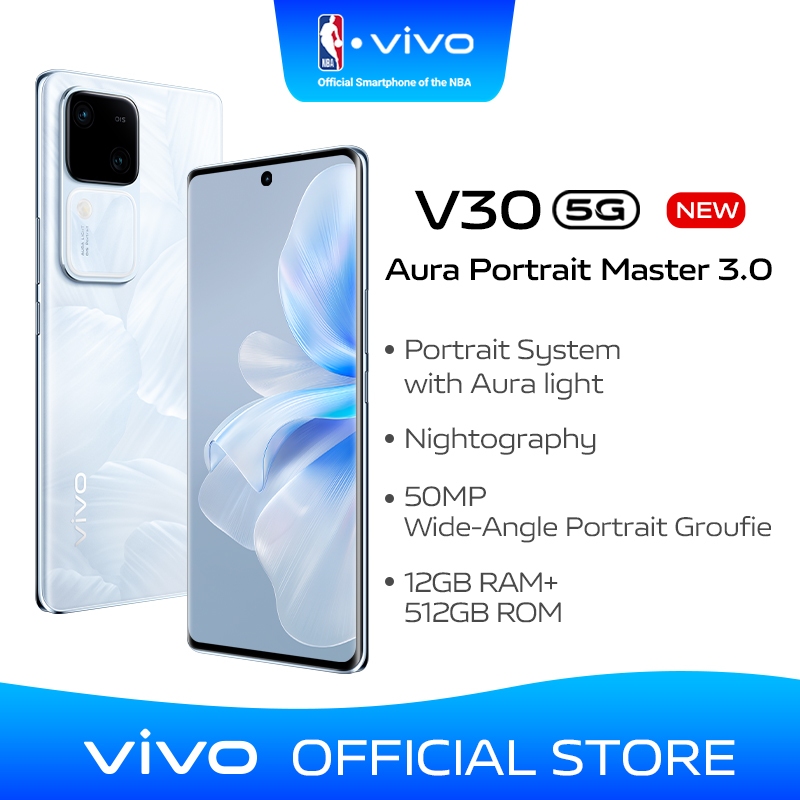 NBA
vivo
Official Smartphone of the NBA
OIS
vivo
V30 5G NEW
Aura Portrait Master 3.0
• Portrait System
with Aura light
• Nightography
• 50MP
Wide-Angle Portrait Groufie
• 12GB RAM+
512GB ROM
vivo OFFICIAL STORE